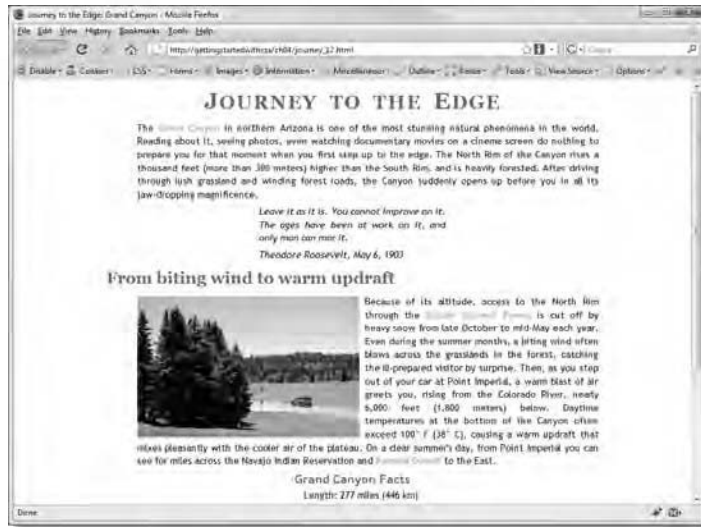 Journey to the Edge: Grand Canyon - Mozilla Firefox
File Edit View History Bookmarks Tools Help
http://gettingstartedwithcss/ch04/journey_12.html
Disable Cookies CSS Forms Images Information Miscellaneous Outline Resize Tools View Source Options
JOURNEY TO THE EDGE
The Grand Canyon in northern Arizona is one of the most stunning natural phenomena in the world.
Reading about it, seeing photos, even watching documentary movies on a cinema screen do nothing to
prepare you for that moment when you first step up to the edge. The North Rim of the Canyon rises a
thousand feet (more than 300 meters) higher than the South Rim, and is heavily forested. After driving
through lush grassland and winding forest roads, the Canyon suddenly opens up before you in all its
jaw-dropping magnificence.
Leave it as it is. You cannot improve on it.
The ages have been at work on it, and
only man can mar it.
Theodore Roosevelt, May 6, 1903
From biting wind to warm updraft
Because of its altitude, access to the North Rim
through the is cut off by
heavy snow from late October to mid-May each year.
Even during the summer months, a biting wind often
blows across the grasslands in the forest, catching
the ill-prepared visitor by surprise. Then, as you step
out of your car at Point Imperial, a warm blast of air
greets you, rising from the Colorado River, nearly
6,000 feet (1,800 meters) below. Daytime
temperatures at the bottom of the Canyon often
exceed 100° F (38° C), causing a warm updraft that
mixes pleasantly with the cooler air of the plateau. On a clear summer's day, from Point Imperial you can
see for miles across the Navajo Indian Reservation and to the East.
Grand Canyon Facts
Length: 277 miles (446 km)
Done